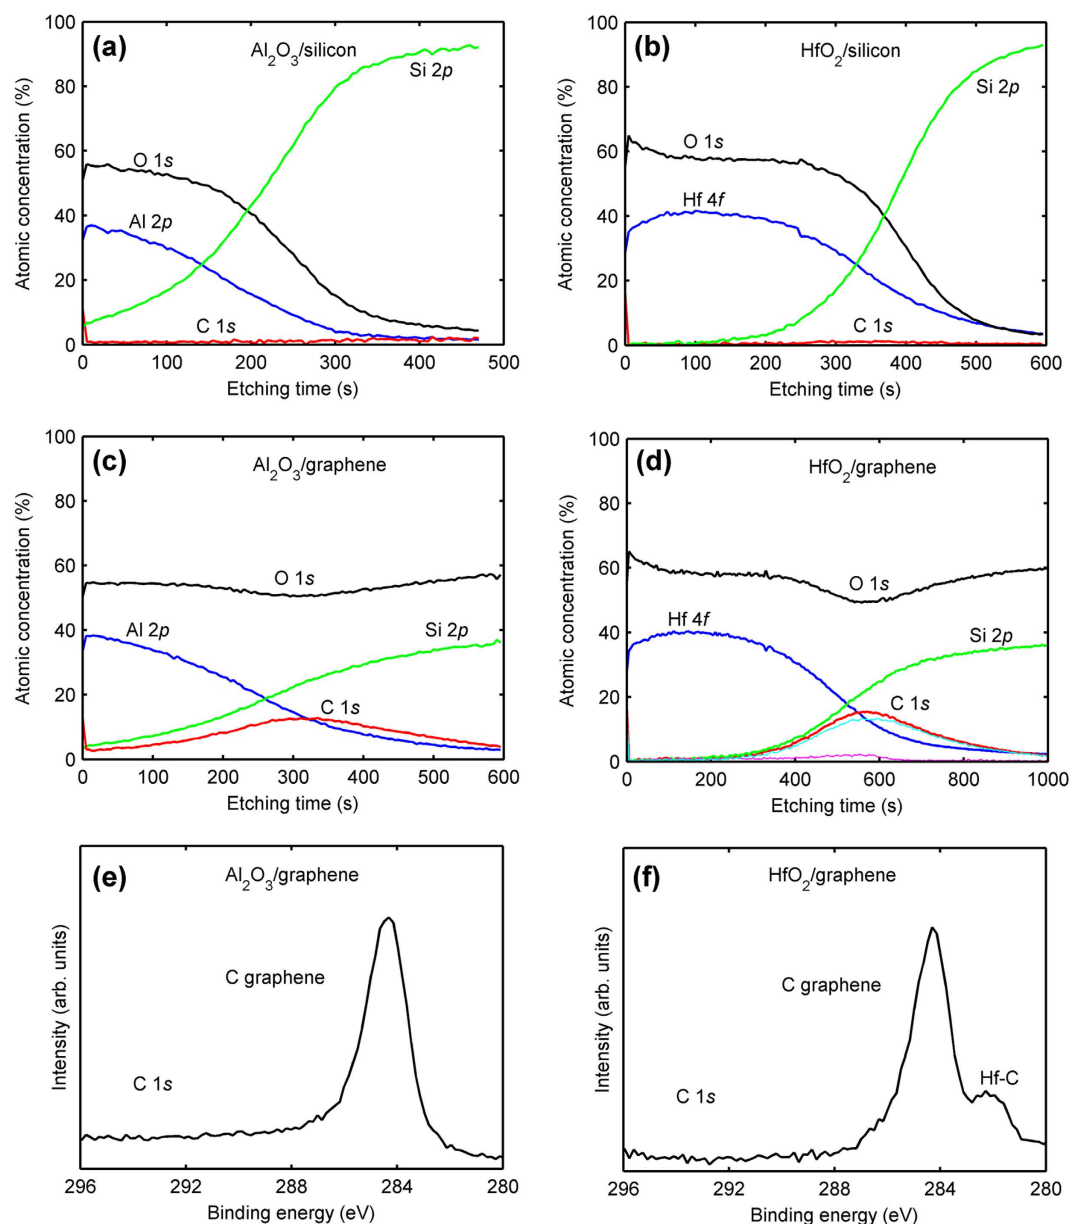 (a)
Al2O3/silicon
Si 2p
O 1s
Al 2p
C 1s
100
80
60
40
20
0
0 100 200 300 400 500
Atomic concentration (%)
Etching time (s)
(b)
HfO2/silicon
Si 2p
O 1s
Hf 4f
C 1s
100
80
60
40
20
0
0 100 200 300 400 500 600
Atomic concentration (%)
Etching time (s)
(c)
Al2O3/graphene
O 1s
Al 2p
Si 2p
C 1s
100
80
60
40
20
0
0 100 200 300 400 500 600
Atomic concentration (%)
Etching time (s)
(d)
HfO2/graphene
O 1s
Hf 4f
Si 2p
C 1s
100
80
60
40
20
0
0 200 400 600 800 1000
Atomic concentration (%)
Etching time (s)
(e)
Al2O3/graphene
C graphene
C 1s
Intensity (arb. units)
296 292 288 284 280
Binding energy (eV)
(f)
HfO2/graphene
C graphene
Hf-C
C 1s
Intensity (arb. units)
296 292 288 284 280
Binding energy (eV)